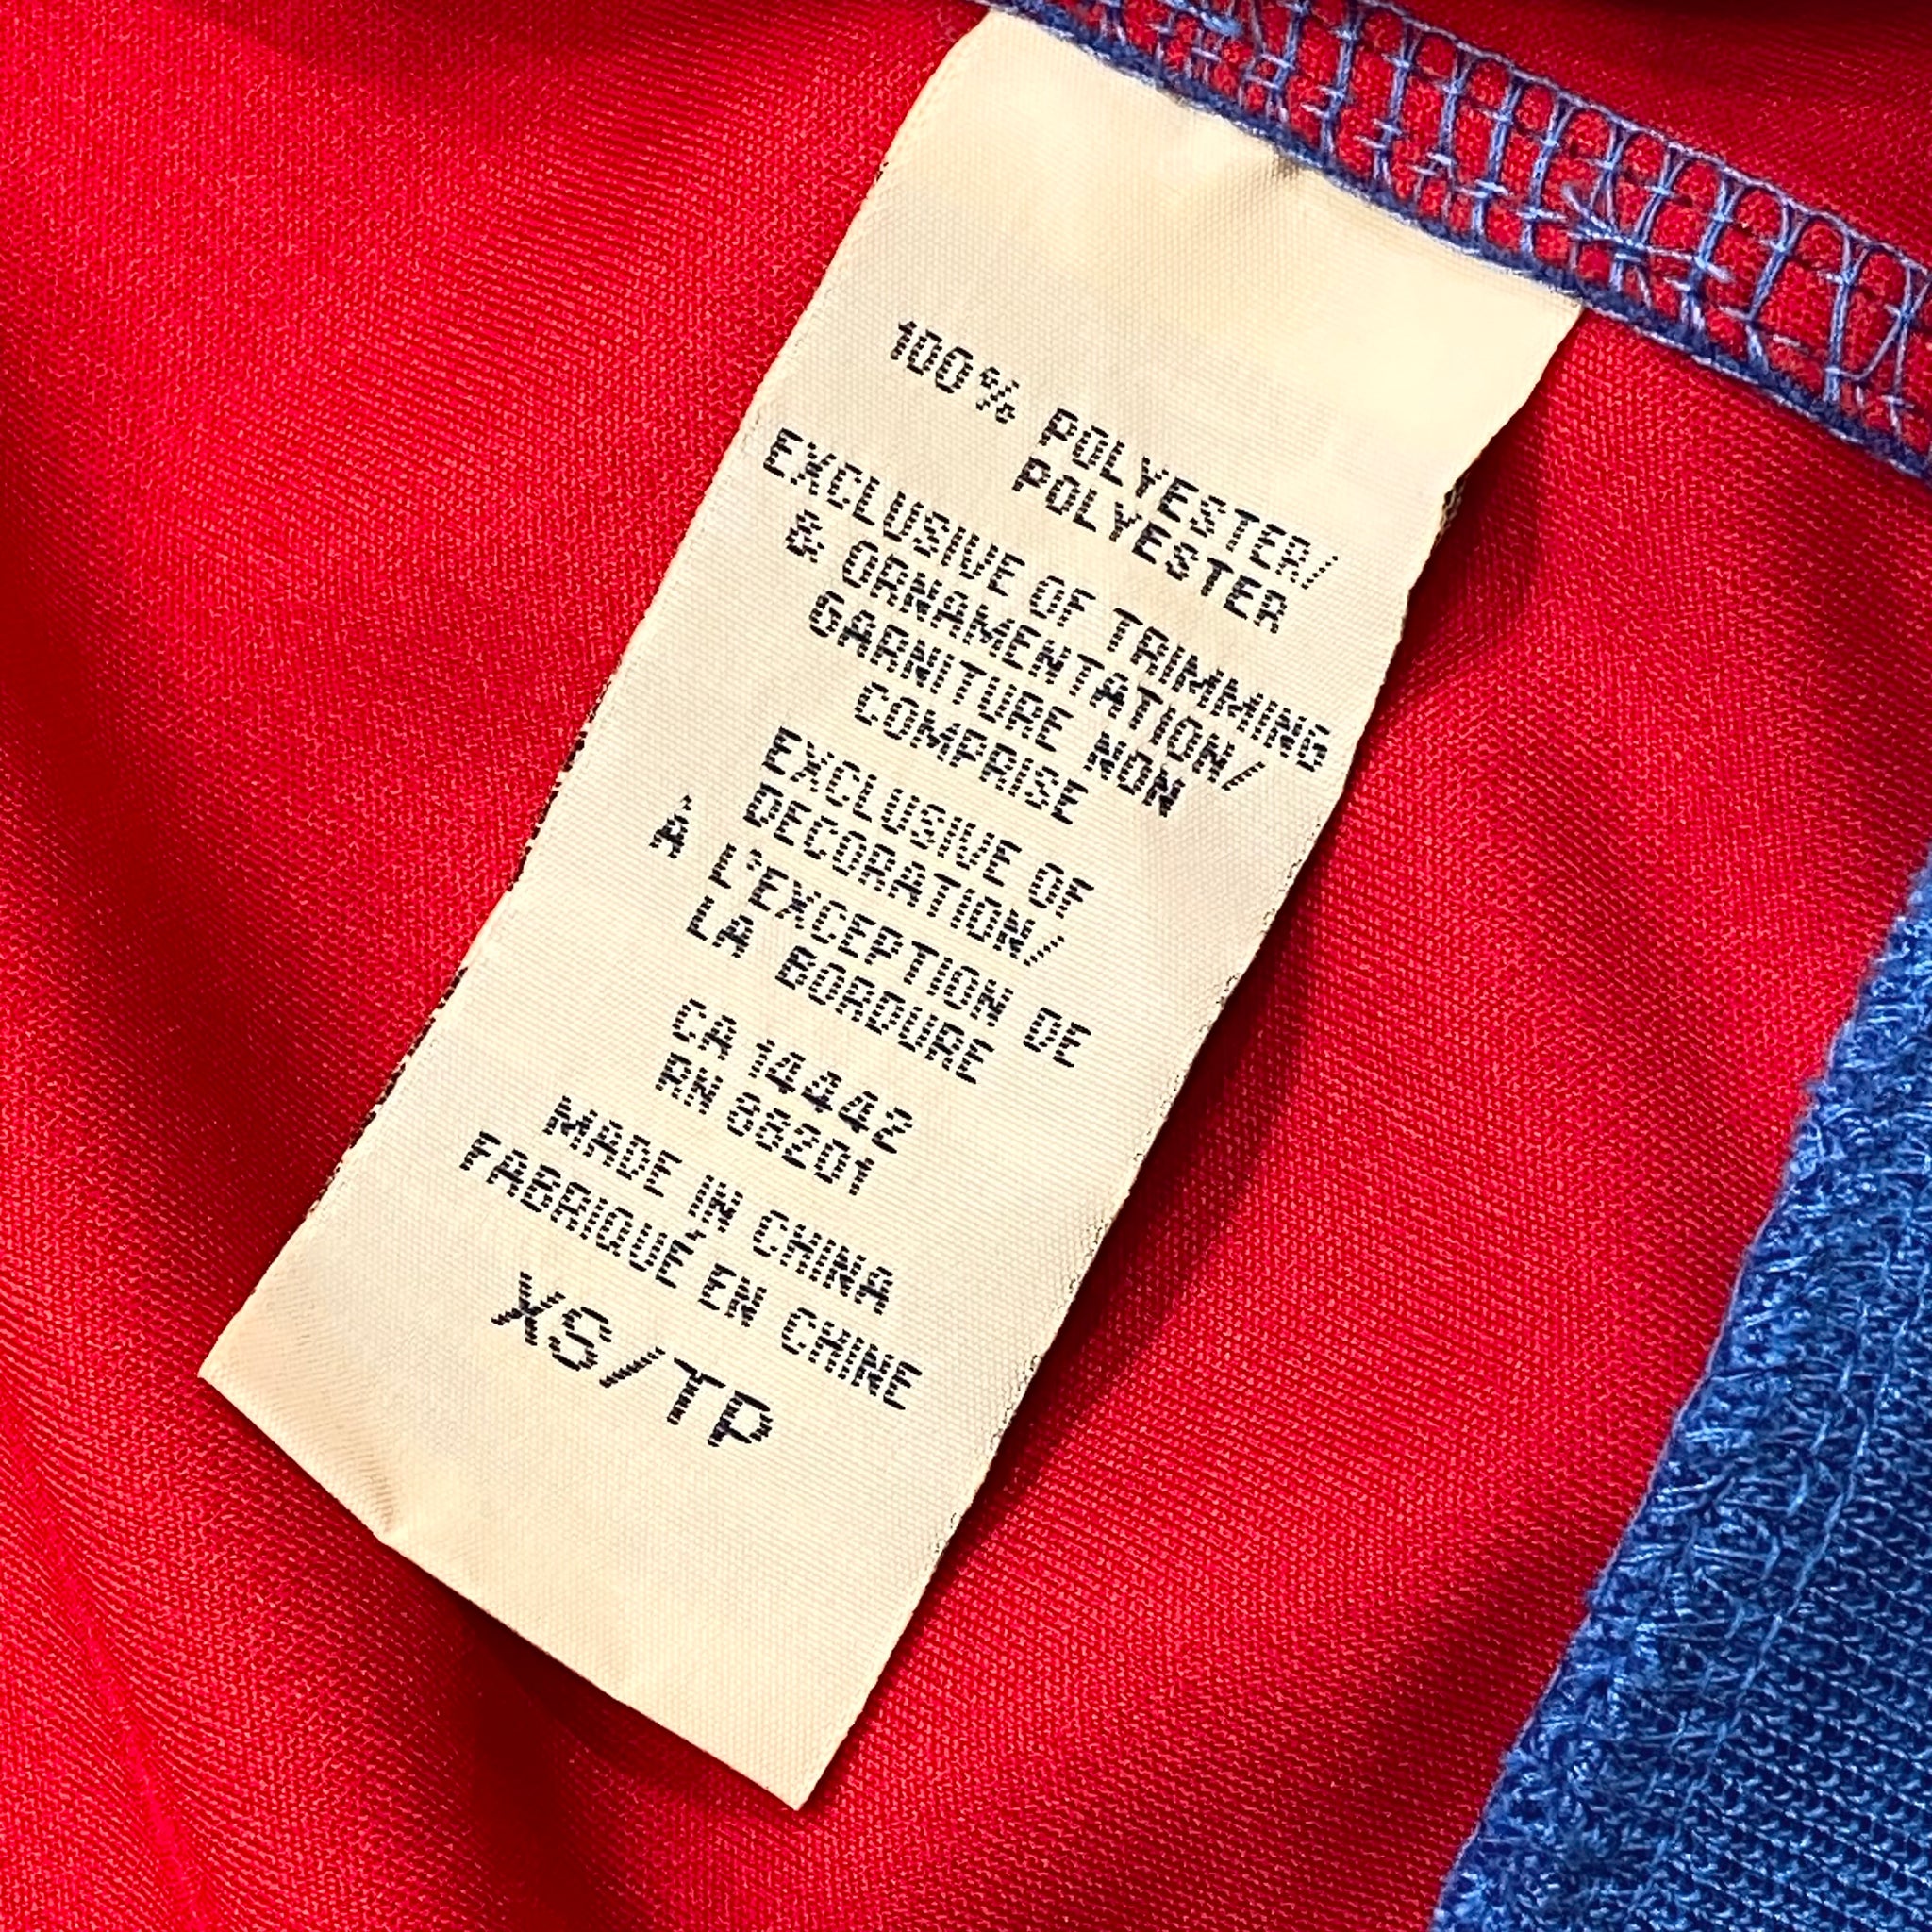 100% POLYESTER/
POLYESTER
EXCLUSIVE OF TRIMMING
& ORNAMENTATION/
GARNITURE NON
COMPRISE
EXCLUSIVE OF
DECORATION/
À L'EXCEPTION DE
LA BORDURE
CA 14442
RN 88201
MADE IN CHINA
FABRIQUÉ EN CHINE
XS/TP